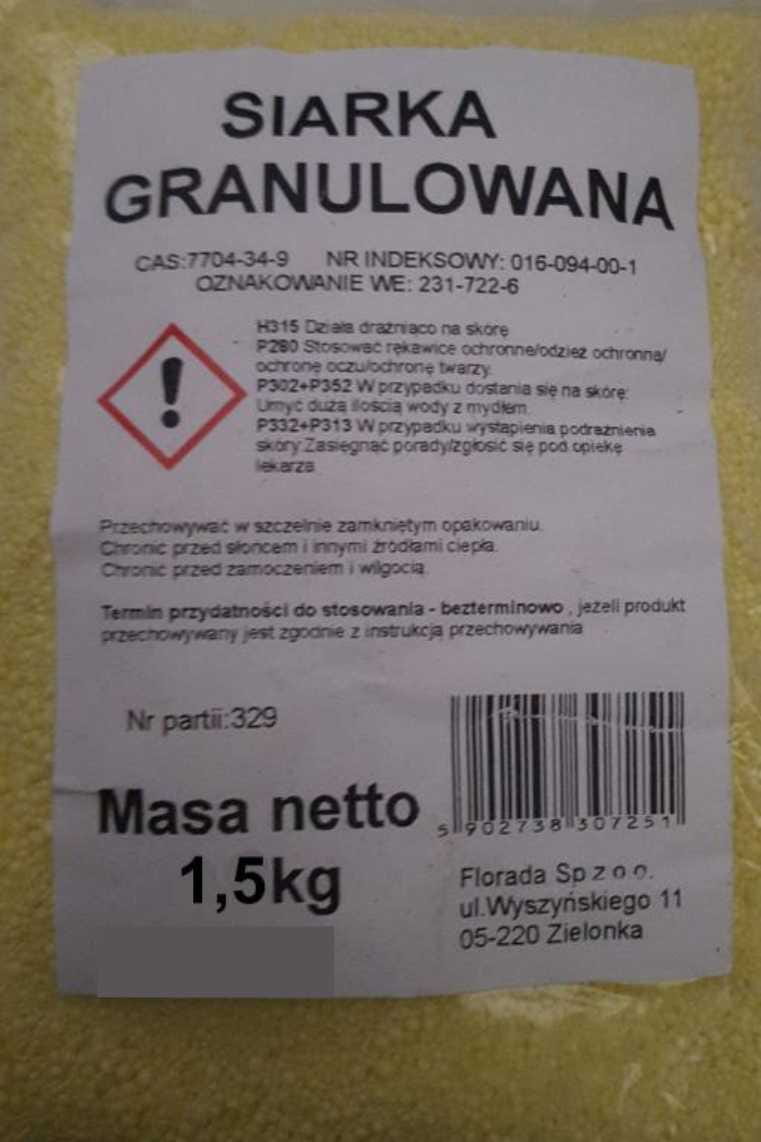 SIARKA
GRANULOWANA
CAS:7704-34-9 NR INDEKSOWY: 016-094-00-1
OZNAKOWANIE WE: 231-722-6
H315 Działa drażniąco na skórę
P280 Stosować rękawice ochronne/odzież ochronną/
ochronę oczu/ochronę twarzy.
P302+P352 W przypadku dostania się na skórę:
Umyć dużą ilością wody z mydłem.
P332+P313 W przypadku wystąpienia podrażnienia
skóry:Zasięgnąć porady/zgłosić się pod opiekę
lekarza
Przechowywać w szczelnie zamkniętym opakowaniu.
Chronić przed słońcem i innymi źródłami ciepła.
Chronić przed zamoczeniem i wilgocią.
Termin przydatności do stosowania - bezterminowo , jeżeli produkt
przechowywany jest zgodnie z instrukcją przechowywania
Nr partii:329
Masa netto
1,5kg
5 902738 307251
Florada Sp z o o.
ul.Wyszyńskiego 11
05-220 Zielonka